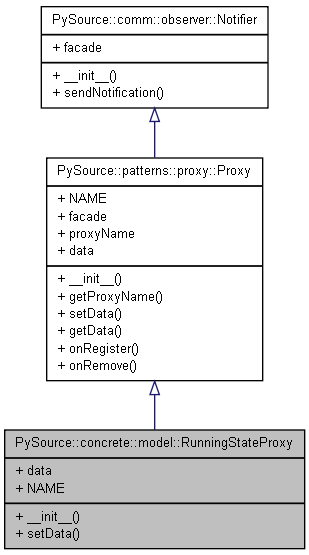 PySource::comm::observer::Notifier
+ facade
+ __init__()
+ sendNotification()
PySource::patterns::proxy::Proxy
+ NAME
+ facade
+ proxyName
+ data
+ __init__()
+ getProxyName()
+ setData()
+ getData()
+ onRegister()
+ onRemove()
PySource::concrete::model::RunningStateProxy
+ data
+ NAME
+ __init__()
+ setData()